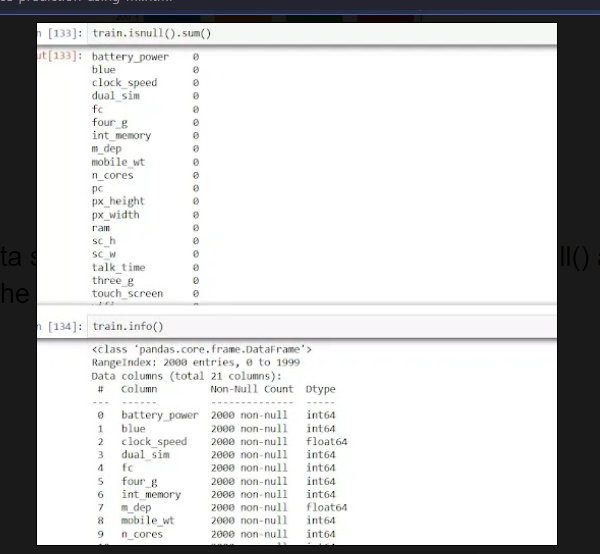 [133]: train.isnull().sum()
ut[133]: battery_power 0
blue 0
clock_speed 0
dual_sim 0
fc 0
four_g 0
int_memory 0
m_dep 0
mobile_wt 0
n_cores 0
pc 0
px_height 0
px_width 0
ram 0
sc_h 0
sc_w 0
talk_time 0
three_g 0
touch_screen 0
ta
ll()
he
n [134]: train.info()
<class 'pandas.core.frame.DataFrame'>
RangeIndex: 2000 entries, 0 to 1999
Data columns (total 21 columns):
# Column Non-Null Count Dtype
--- ------ -------------- -----
0 battery_power 2000 non-null int64
1 blue 2000 non-null int64
2 clock_speed 2000 non-null float64
3 dual_sim 2000 non-null int64
4 fc 2000 non-null int64
5 four_g 2000 non-null int64
6 int_memory 2000 non-null int64
7 m_dep 2000 non-null float64
8 mobile_wt 2000 non-null int64
9 n_cores 2000 non-null int64